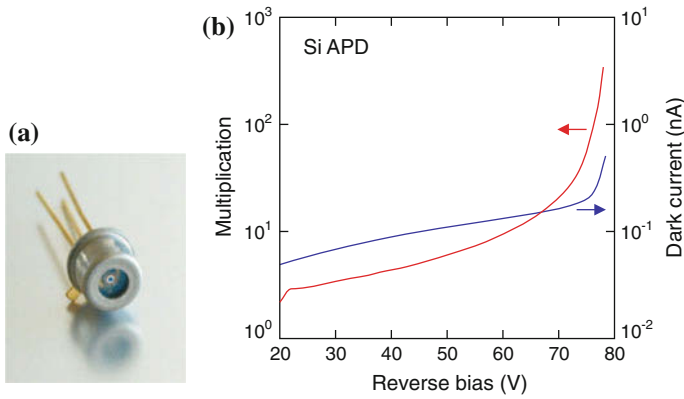 (a)
(b)
Si APD
Multiplication
10³
10²
10¹
10⁰
Dark current (nA)
10¹
10⁰
10⁻¹
10⁻²
20 30 40 50 60 70 80
Reverse bias (V)